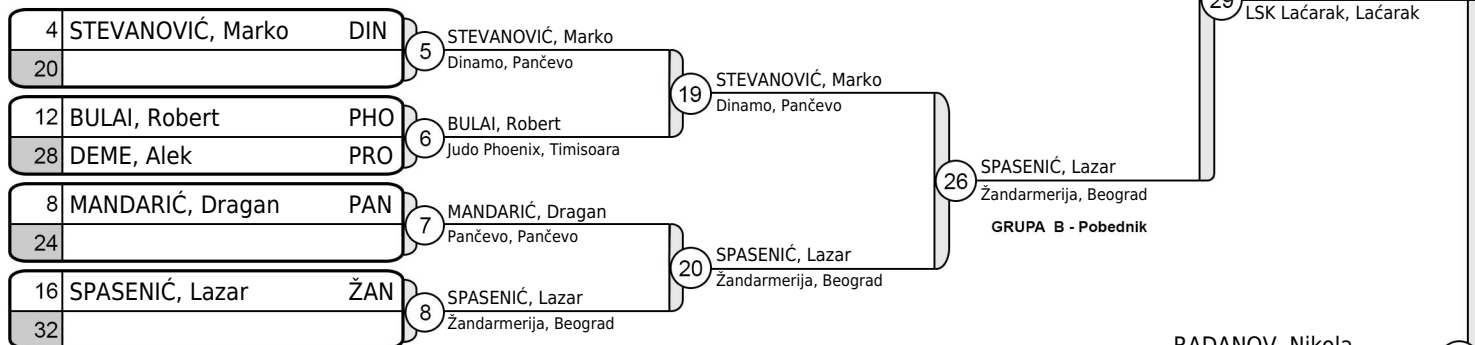 29
LSK Laćarak, Laćarak
4 STEVANOVIĆ, Marko DIN
20
5
STEVANOVIĆ, Marko
Dinamo, Pančevo
12 BULAI, Robert PHO
28 DEME, Alek PRO
6
BULAI, Robert
Judo Phoenix, Timisoara
19
STEVANOVIĆ, Marko
Dinamo, Pančevo
8 MANDARIĆ, Dragan PAN
24
7
MANDARIĆ, Dragan
Pančevo, Pančevo
16 SPASENIĆ, Lazar ŽAN
32
8
SPASENIĆ, Lazar
Žandarmerija, Beograd
20
SPASENIĆ, Lazar
Žandarmerija, Beograd
26
SPASENIĆ, Lazar
Žandarmerija, Beograd
GRUPA B - Pobednik
RADANOV, Nikola